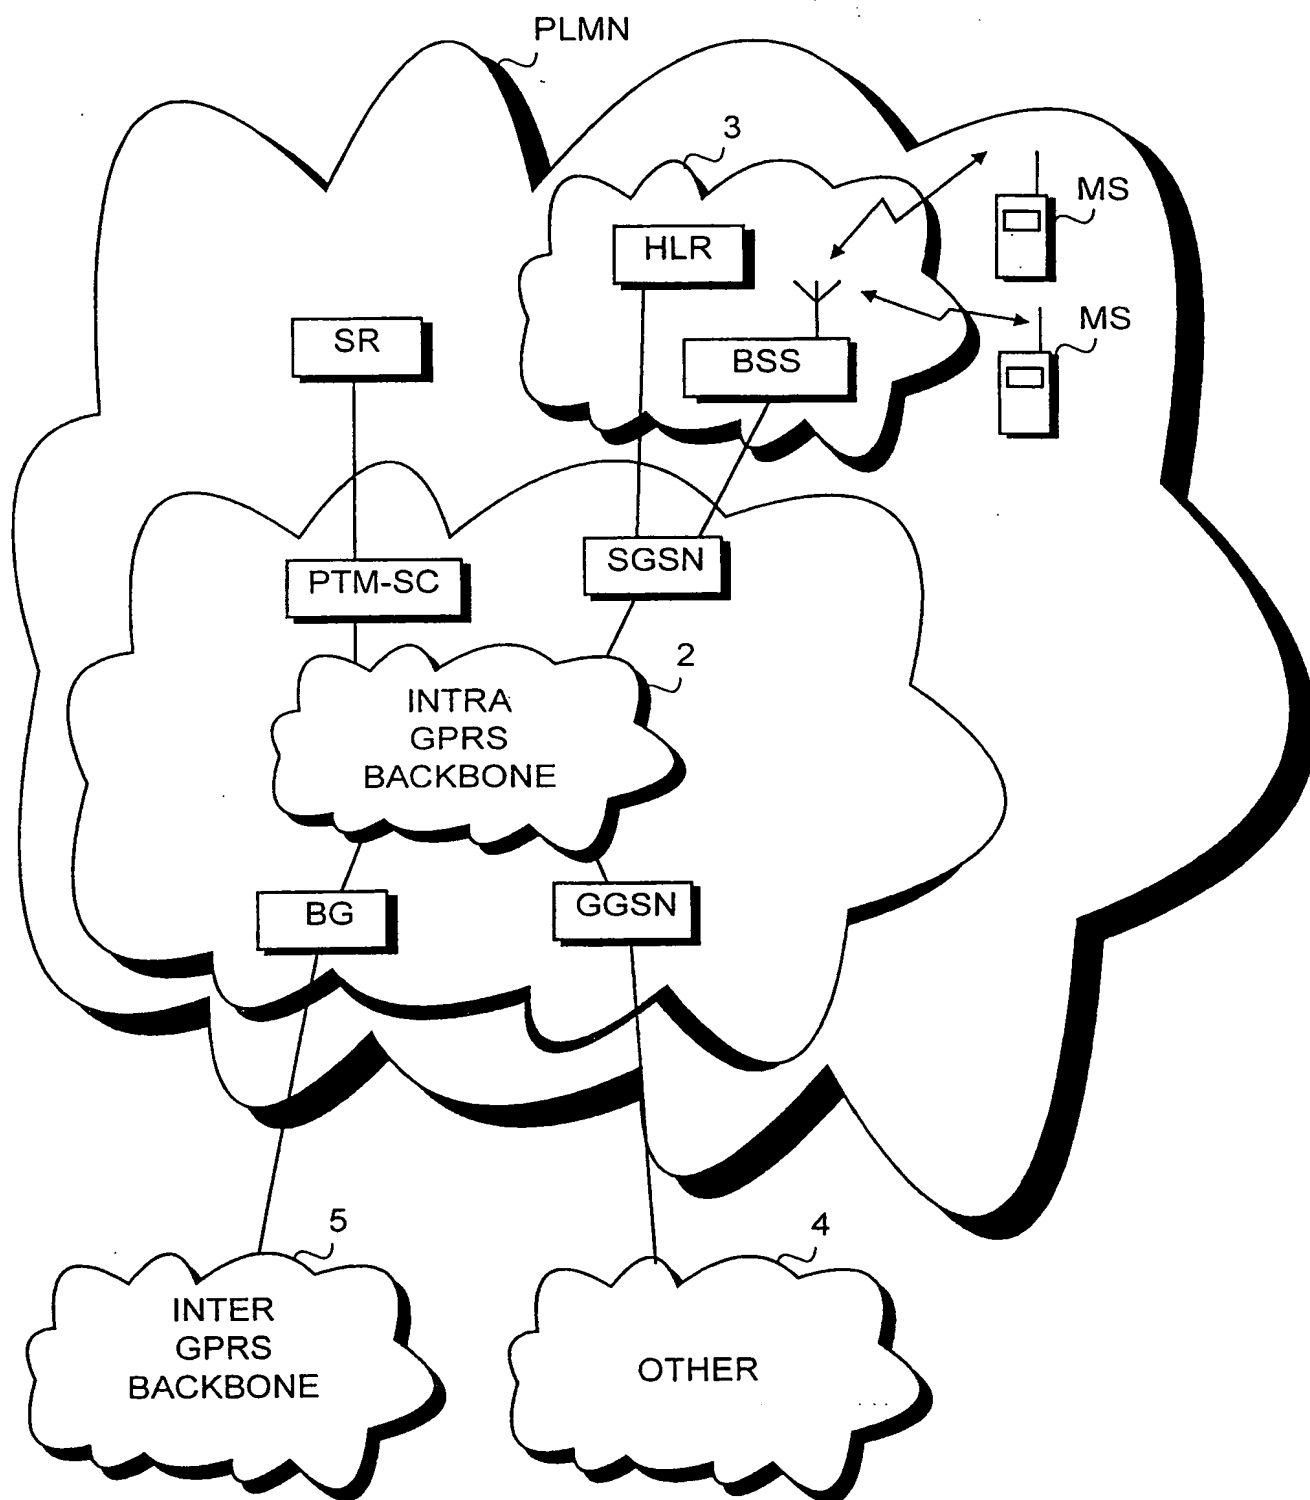 PLMN
3
MS
HLR
MS
SR
BSS
PTM-SC
SGSN
2
INTRA
GPRS
BACKBONE
BG
GGSN
5
4
INTER
GPRS
BACKBONE
OTHER